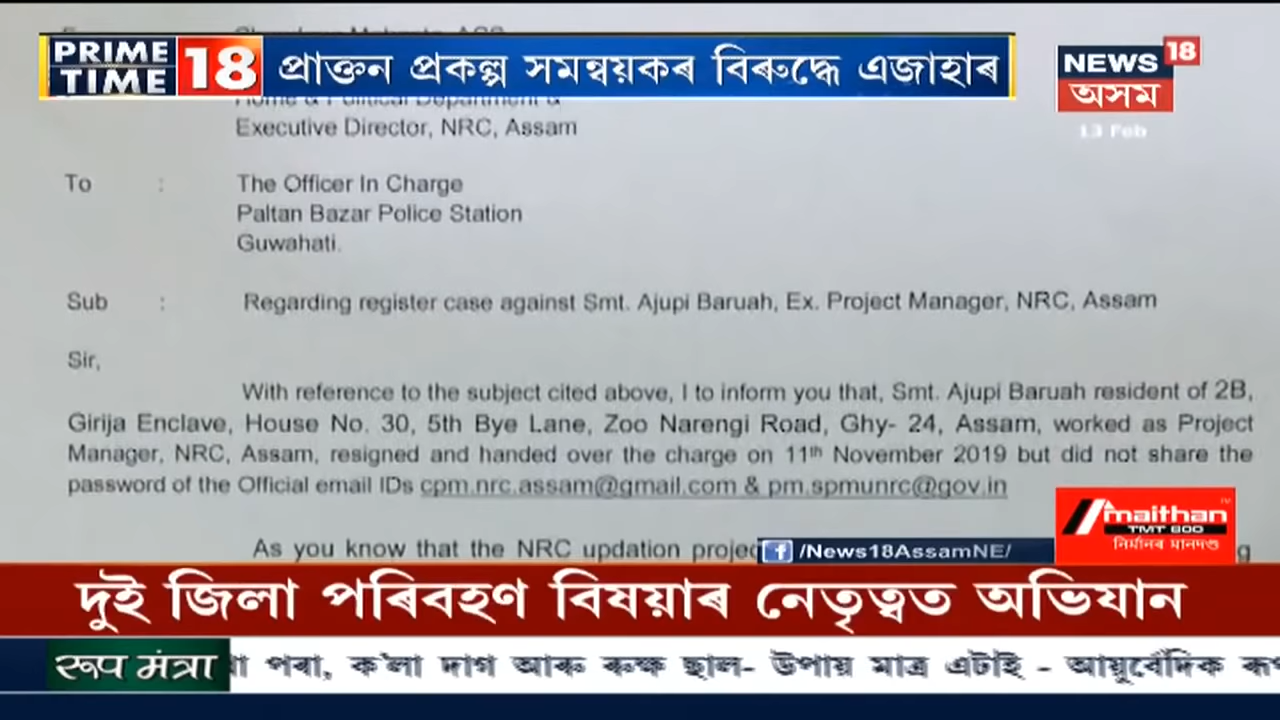 PRIME
TIME 18
প্ৰাক্তন প্ৰকল্প সমন্বয়কৰ বিৰুদ্ধে এজাহাৰ
NEWS 18
অসম
13 Feb
Home & Political Department &
Executive Director, NRC, Assam
To : The Officer In Charge
Paltan Bazar Police Station
Guwahati.
Sub : Regarding register case against Smt. Ajupi Baruah, Ex. Project Manager, NRC, Assam
Sir,
With reference to the subject cited above, I to inform you that, Smt. Ajupi Baruah resident of 2B,
Girija Enclave, House No. 30, 5th Bye Lane, Zoo Narengi Road, Ghy- 24, Assam, worked as Project
Manager, NRC, Assam, resigned and handed over the charge on 11th November 2019 but did not share the
password of the Official email IDs cpm.nrc.assam@gmail.com & pm.spmunrc@gov.in
As you know that the NRC updation
/News18AssamNE/
maithan
TMT 600
নিৰ্মানৰ মানদণ্ড
দুই জিলা পৰিবহণ বিষয়াৰ নেতৃত্বত অভিযান
ৰূপ মন্ত্ৰা
পৰা, ক'লা দাগ আৰু ৰুক্ষ ছাল- উপায় মাত্ৰ এটাই - আয়ুৰ্বেদিক